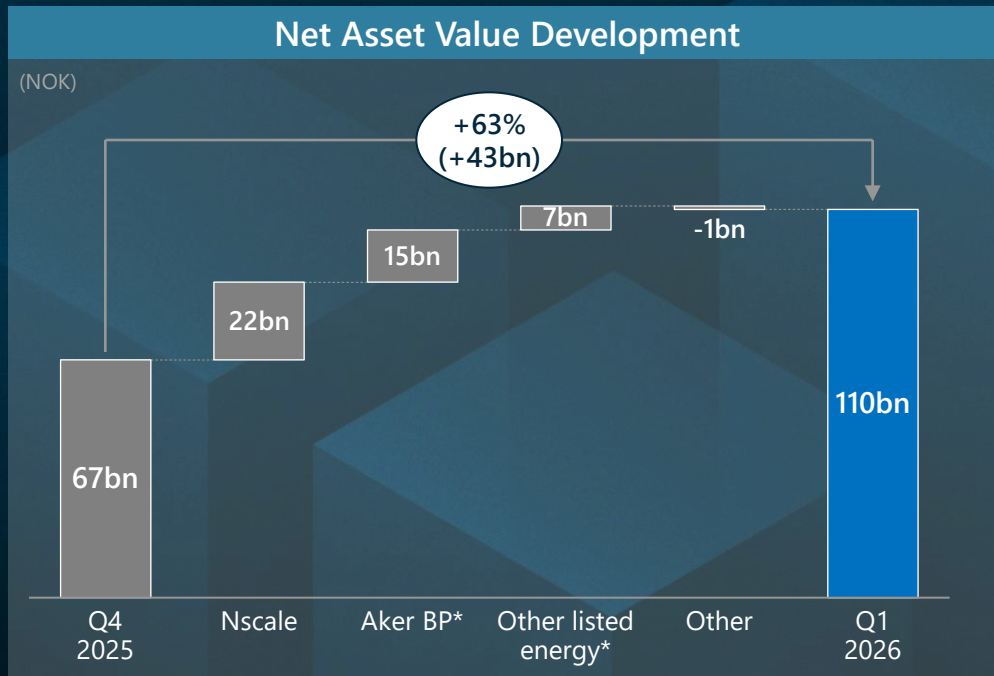 Net Asset Value Development
(NOK)
+63%
(+43bn)
67bn
22bn
15bn
7bn
-1bn
110bn
Q4
2025
Nscale
Aker BP*
Other listed
energy*
Other
Q1
2026